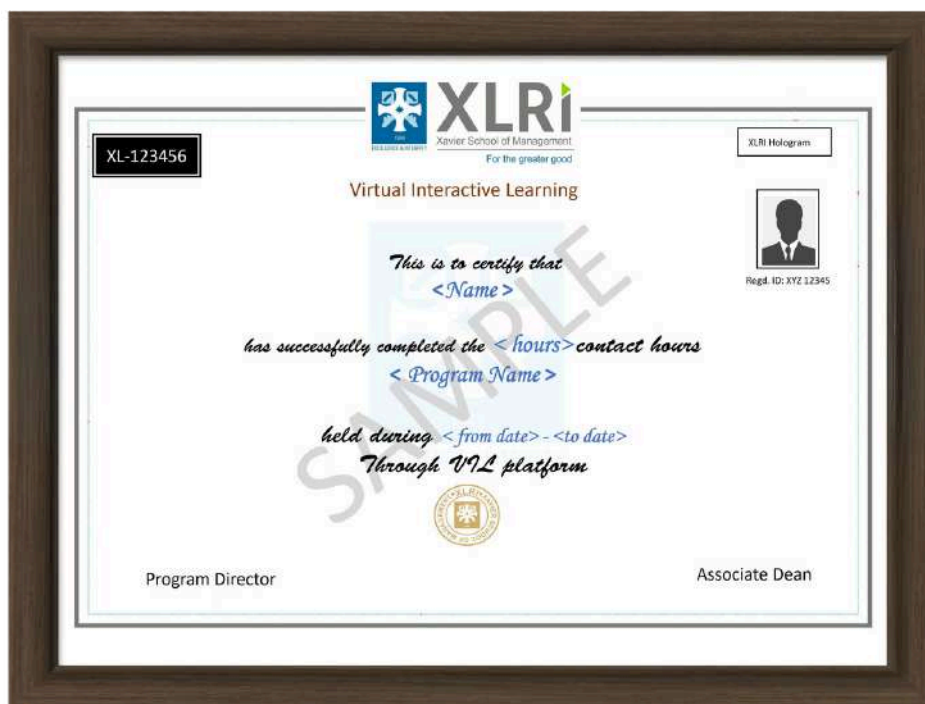 XLRi
Xavier School of Management
For the greater good
XL-123456
XLRI Hologram
Virtual Interactive Learning
Regd. ID: XYZ 12345
This is to certify that
<Name>
has successfully completed the <hours> contact hours
< Program Name >
held during <from date> - <to date>
Through VIL platform
SAMPLE
Program Director
Associate Dean